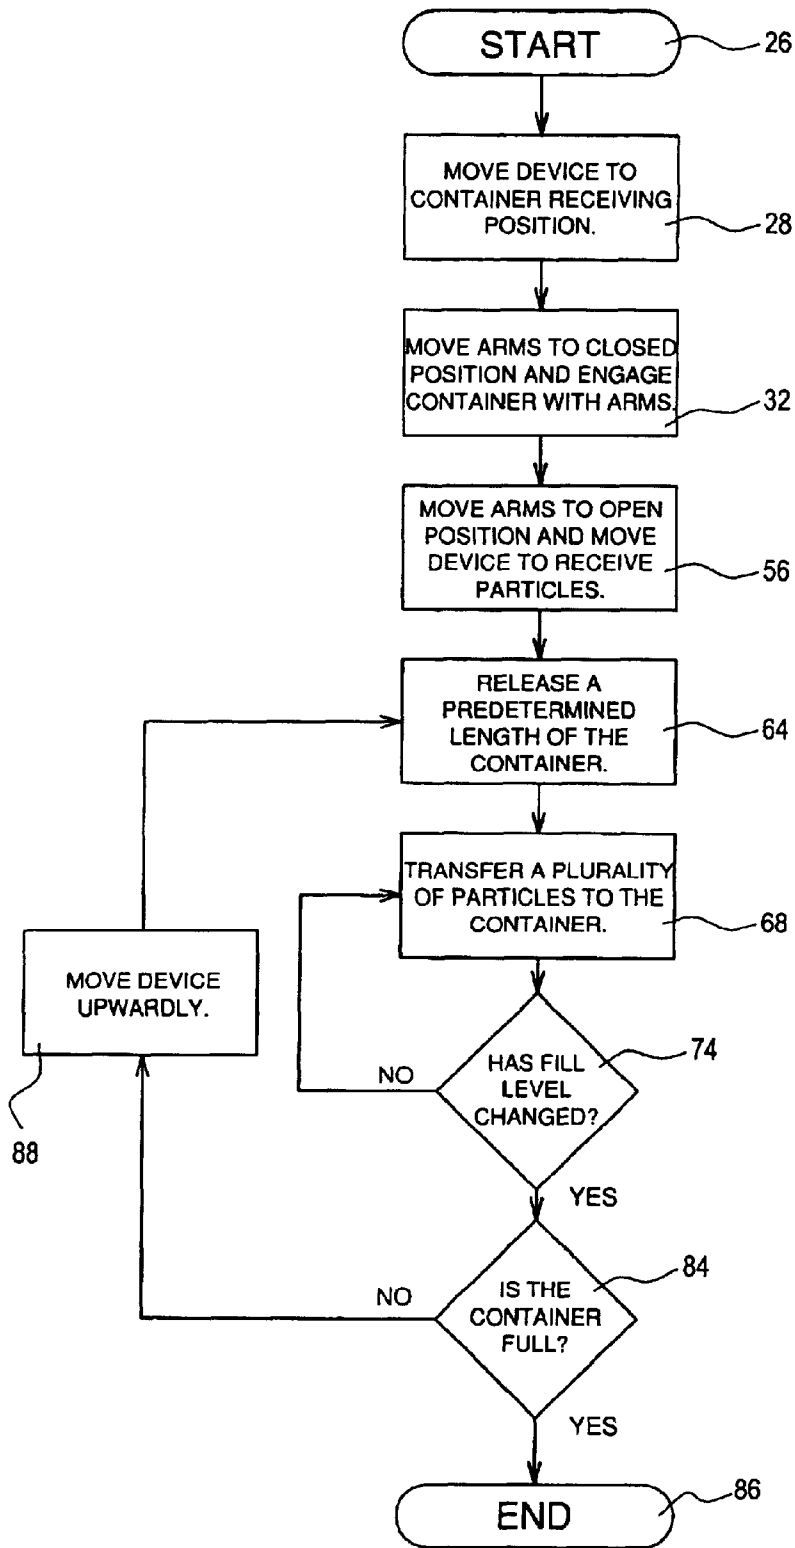 START
26
MOVE DEVICE TO
CONTAINER RECEIVING
POSITION.
28
MOVE ARMS TO CLOSED
POSITION AND ENGAGE
CONTAINER WITH ARMS.
32
MOVE ARMS TO OPEN
POSITION AND MOVE
DEVICE TO RECEIVE
PARTICLES.
56
RELEASE A
PREDETERMINED
LENGTH OF THE
CONTAINER.
64
TRANSFER A PLURALITY
OF PARTICLES TO THE
CONTAINER.
68
MOVE DEVICE
UPWARDLY.
88
HAS FILL
LEVEL
CHANGED?
74
NO
YES
IS THE
CONTAINER
FULL?
84
NO
YES
END
86